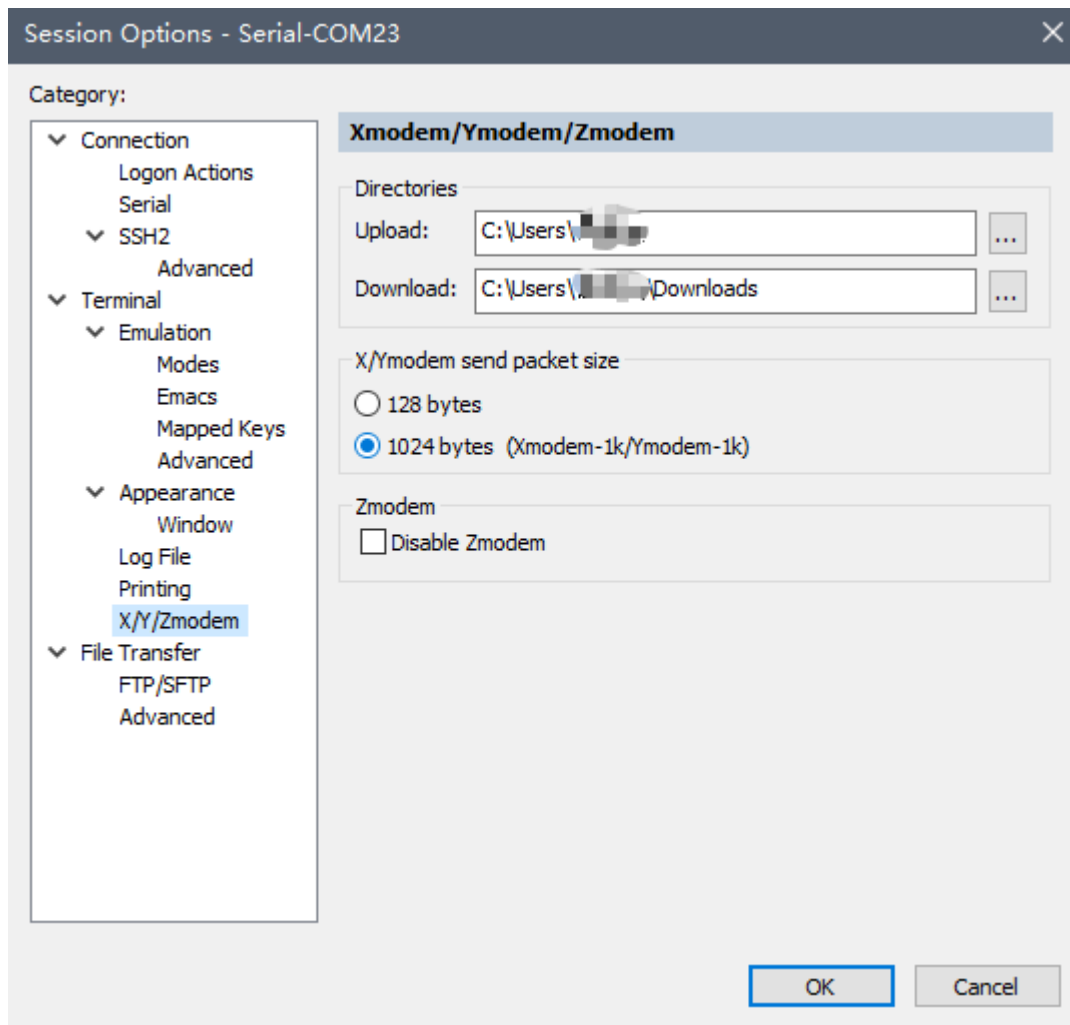 Session Options - Serial-COM23
Category:
Connection
Logon Actions
Serial
SSH2
Advanced
Terminal
Emulation
Modes
Emacs
Mapped Keys
Advanced
Appearance
Window
Log File
Printing
X/Y/Zmodem
File Transfer
FTP/SFTP
Advanced
Xmodem/Ymodem/Zmodem
Directories
Upload: C:\Users\
...
Download: C:\Users\ \Downloads
...
X/Ymodem send packet size
128 bytes
1024 bytes (Xmodem-1k/Ymodem-1k)
Zmodem
Disable Zmodem
OK
Cancel